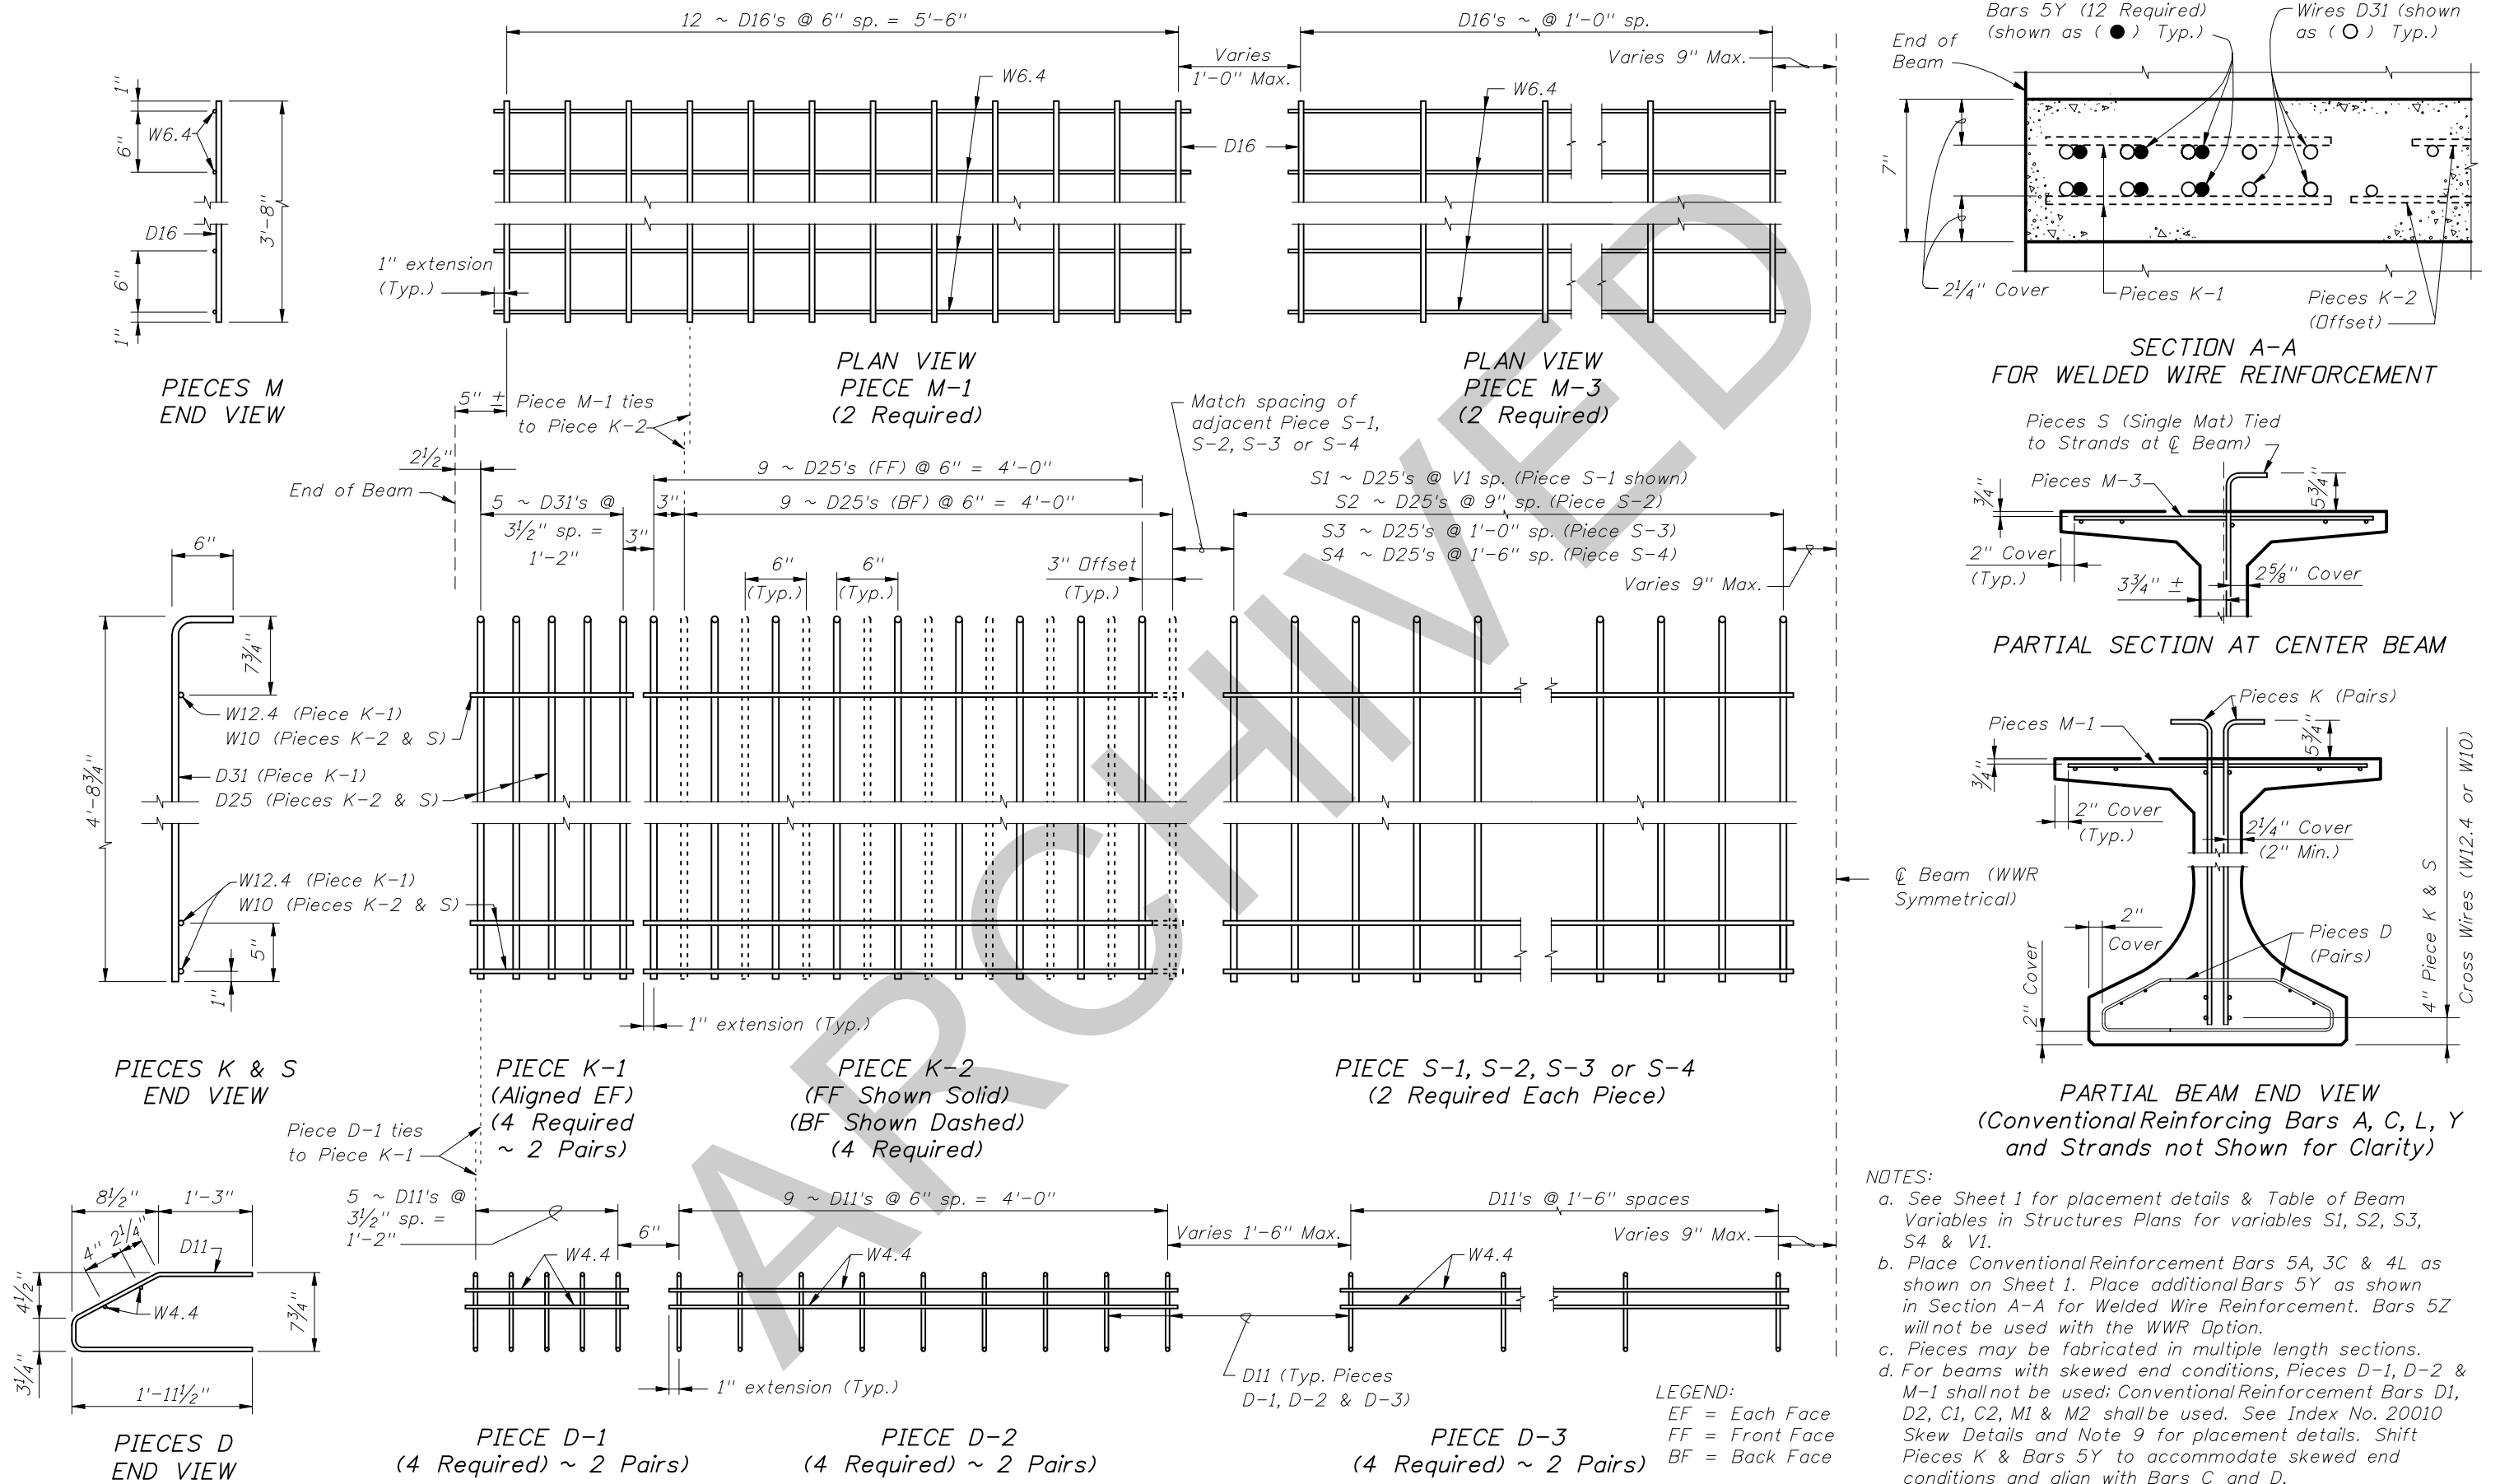 12 ~ D16's @ 6" sp. = 5'-6"
D16's ~ @ 1'-0" sp.
Varies
1'-0" Max.
Varies 9" Max.
1"
W6.4
6"
D16
3'-8"
6"
1"
W6.4
W6.4
D16
1" extension
(Typ.)
PIECES M
END VIEW
PLAN VIEW
PIECE M-1
(2 Required)
PLAN VIEW
PIECE M-3
(2 Required)
Bars 5Y (12 Required)
(shown as ( ● ) Typ.)
Wires D31 (shown
as ( ○ ) Typ.)
End of
Beam
7"
2¼" Cover
Pieces K-1
Pieces K-2
(Offset)
SECTION A-A
FOR WELDED WIRE REINFORCEMENT
5" ±
Piece M-1 ties
to Piece K-2
Match spacing of
adjacent Piece S-1,
S-2, S-3 or S-4
2½"
End of Beam
5 ~ D31's @
3½" sp. =
1'-2"
3"
9 ~ D25's (FF) @ 6" = 4'-0"
3"
9 ~ D25's (BF) @ 6" = 4'-0"
6"
(Typ.)
6"
(Typ.)
3" Offset
(Typ.)
S1 ~ D25's @ V1 sp. (Piece S-1 shown)
S2 ~ D25's @ 9" sp. (Piece S-2)
S3 ~ D25's @ 1'-0" sp. (Piece S-3)
S4 ~ D25's @ 1'-6" sp. (Piece S-4)
Varies 9" Max.
Pieces S (Single Mat) Tied
to Strands at ℄ Beam)
Pieces M-3
5¾"
¾"
2" Cover
(Typ.)
3¾" ±
2⅝" Cover
PARTIAL SECTION AT CENTER BEAM
6"
7¾"
W12.4 (Piece K-1)
W10 (Pieces K-2 & S)
D31 (Piece K-1)
D25 (Pieces K-2 & S)
4'-8¾"
W12.4 (Piece K-1)
W10 (Pieces K-2 & S)
5"
1"
1" extension (Typ.)
PIECES K & S
END VIEW
PIECE K-1
(Aligned EF)
(4 Required
~ 2 Pairs)
PIECE K-2
(FF Shown Solid)
(BF Shown Dashed)
(4 Required)
PIECE S-1, S-2, S-3 or S-4
(2 Required Each Piece)
℄ Beam (WWR
Symmetrical)
Pieces K (Pairs)
Pieces M-1
5¾"
¾"
2" Cover
(Typ.)
2¼" Cover
(2" Min.)
2"
Cover
Pieces D
(Pairs)
2" Cover
4" Piece K & S
Cross Wires (W12.4 or W10)
PARTIAL BEAM END VIEW
(Conventional Reinforcing Bars A, C, L, Y
and Strands not Shown for Clarity)
Piece D-1 ties
to Piece K-1
8½"
1'-3"
4"
2¼"
D11
4½"
W4.4
7¾"
3¼"
1'-11½"
PIECES D
END VIEW
5 ~ D11's @
3½" sp. =
1'-2"
6"
W4.4
PIECE D-1
(4 Required) ~ 2 Pairs)
9 ~ D11's @ 6" sp. = 4'-0"
W4.4
1" extension (Typ.)
PIECE D-2
(4 Required) ~ 2 Pairs)
Varies 1'-6" Max.
D11 (Typ. Pieces
D-1, D-2 & D-3)
D11's @ 1'-6" spaces
Varies 9" Max.
W4.4
PIECE D-3
(4 Required) ~ 2 Pairs)
LEGEND:
EF = Each Face
FF = Front Face
BF = Back Face
NOTES:
a. See Sheet 1 for placement details & Table of Beam
Variables in Structures Plans for variables S1, S2, S3,
S4 & V1.
b. Place Conventional Reinforcement Bars 5A, 3C & 4L as
shown on Sheet 1. Place additional Bars 5Y as shown
in Section A-A for Welded Wire Reinforcement. Bars 5Z
will not be used with the WWR Option.
c. Pieces may be fabricated in multiple length sections.
d. For beams with skewed end conditions, Pieces D-1, D-2 &
M-1 shall not be used; Conventional Reinforcement Bars D1,
D2, C1, C2, M1 & M2 shall be used. See Index No. 20010
Skew Details and Note 9 for placement details. Shift
Pieces K & Bars 5Y to accommodate skewed end
conditions and align with Bars C and D.
ARCHIVED